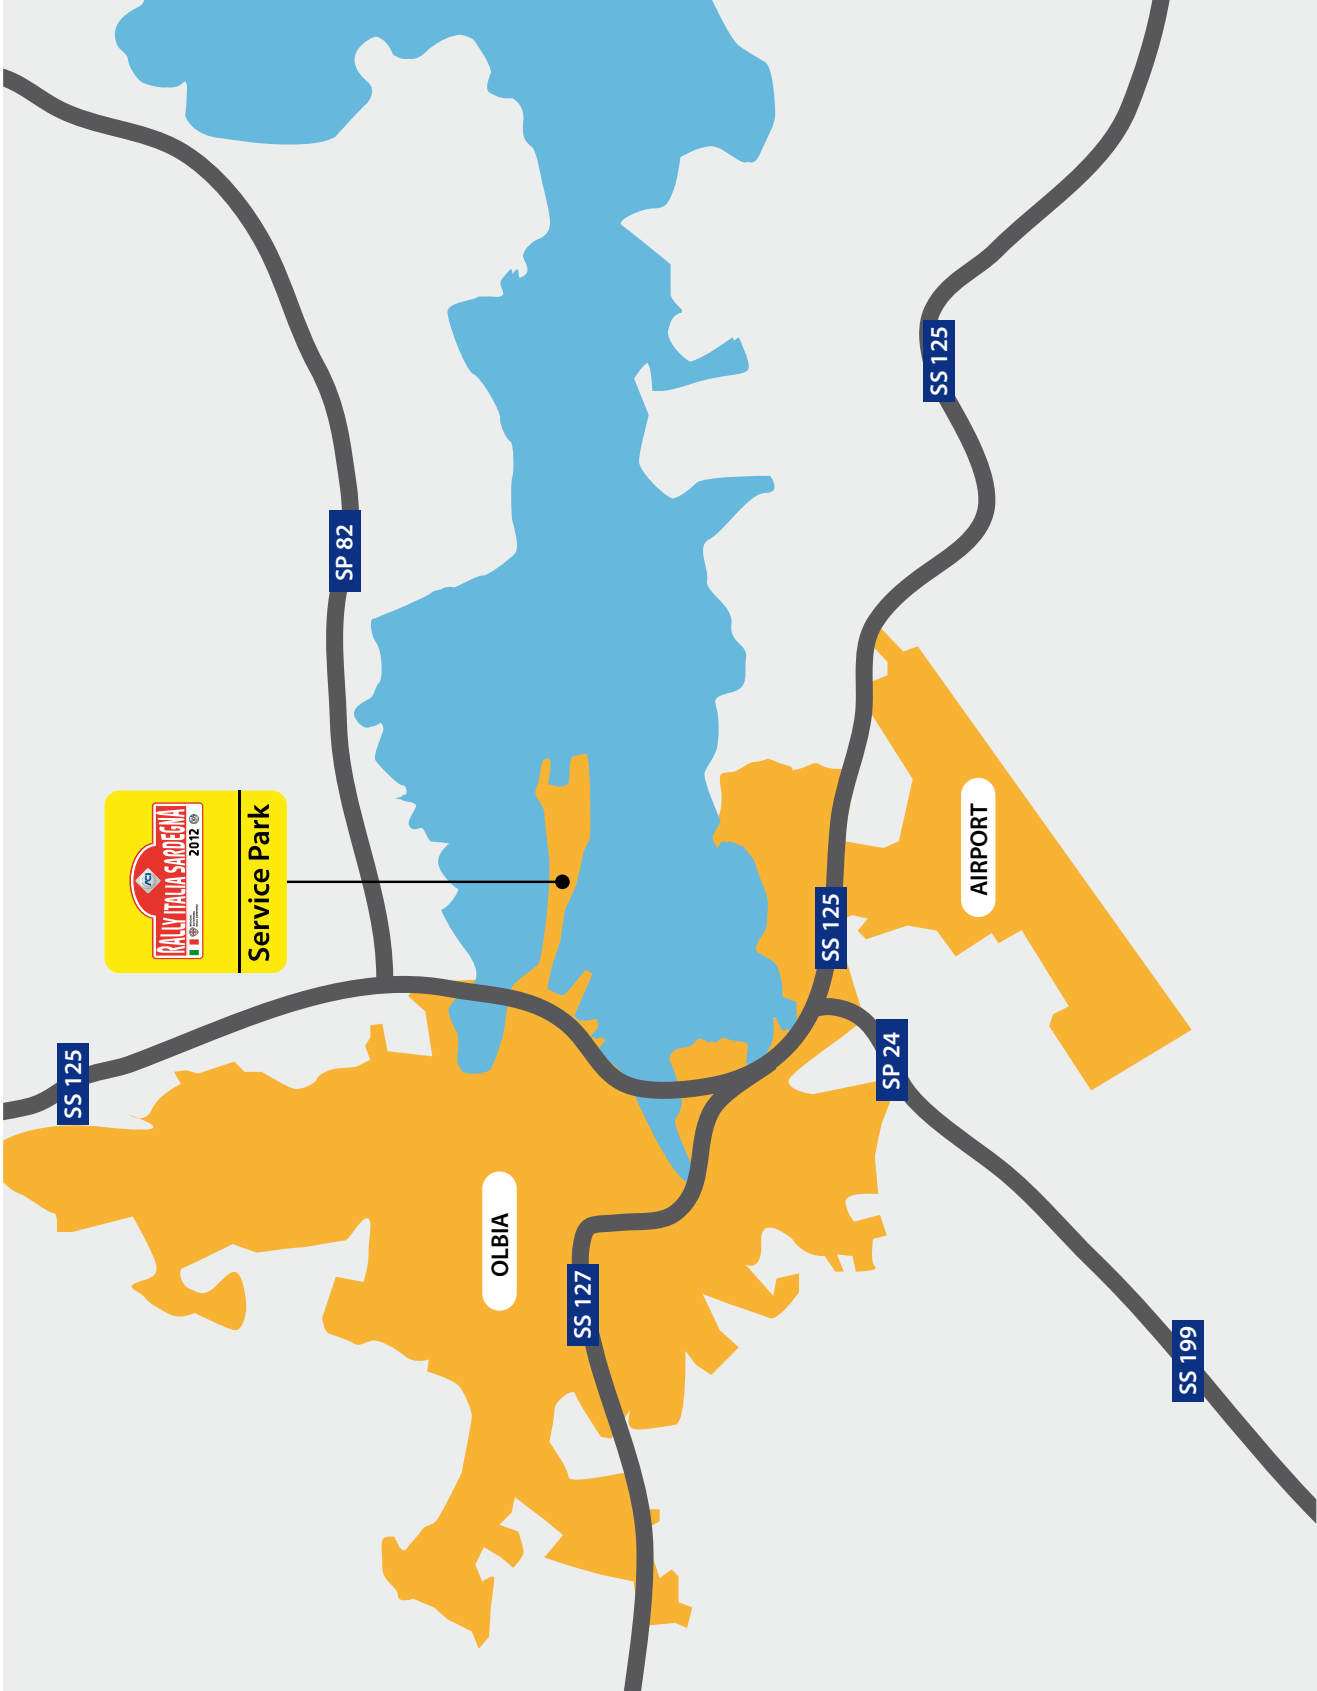 SS 125
ACI
RALLY ITALIA SARDEGNA
2012
Service Park
SP 82
OLBIA
SS 127
SS 125
SP 24
SS 125
AIRPORT
SS 199